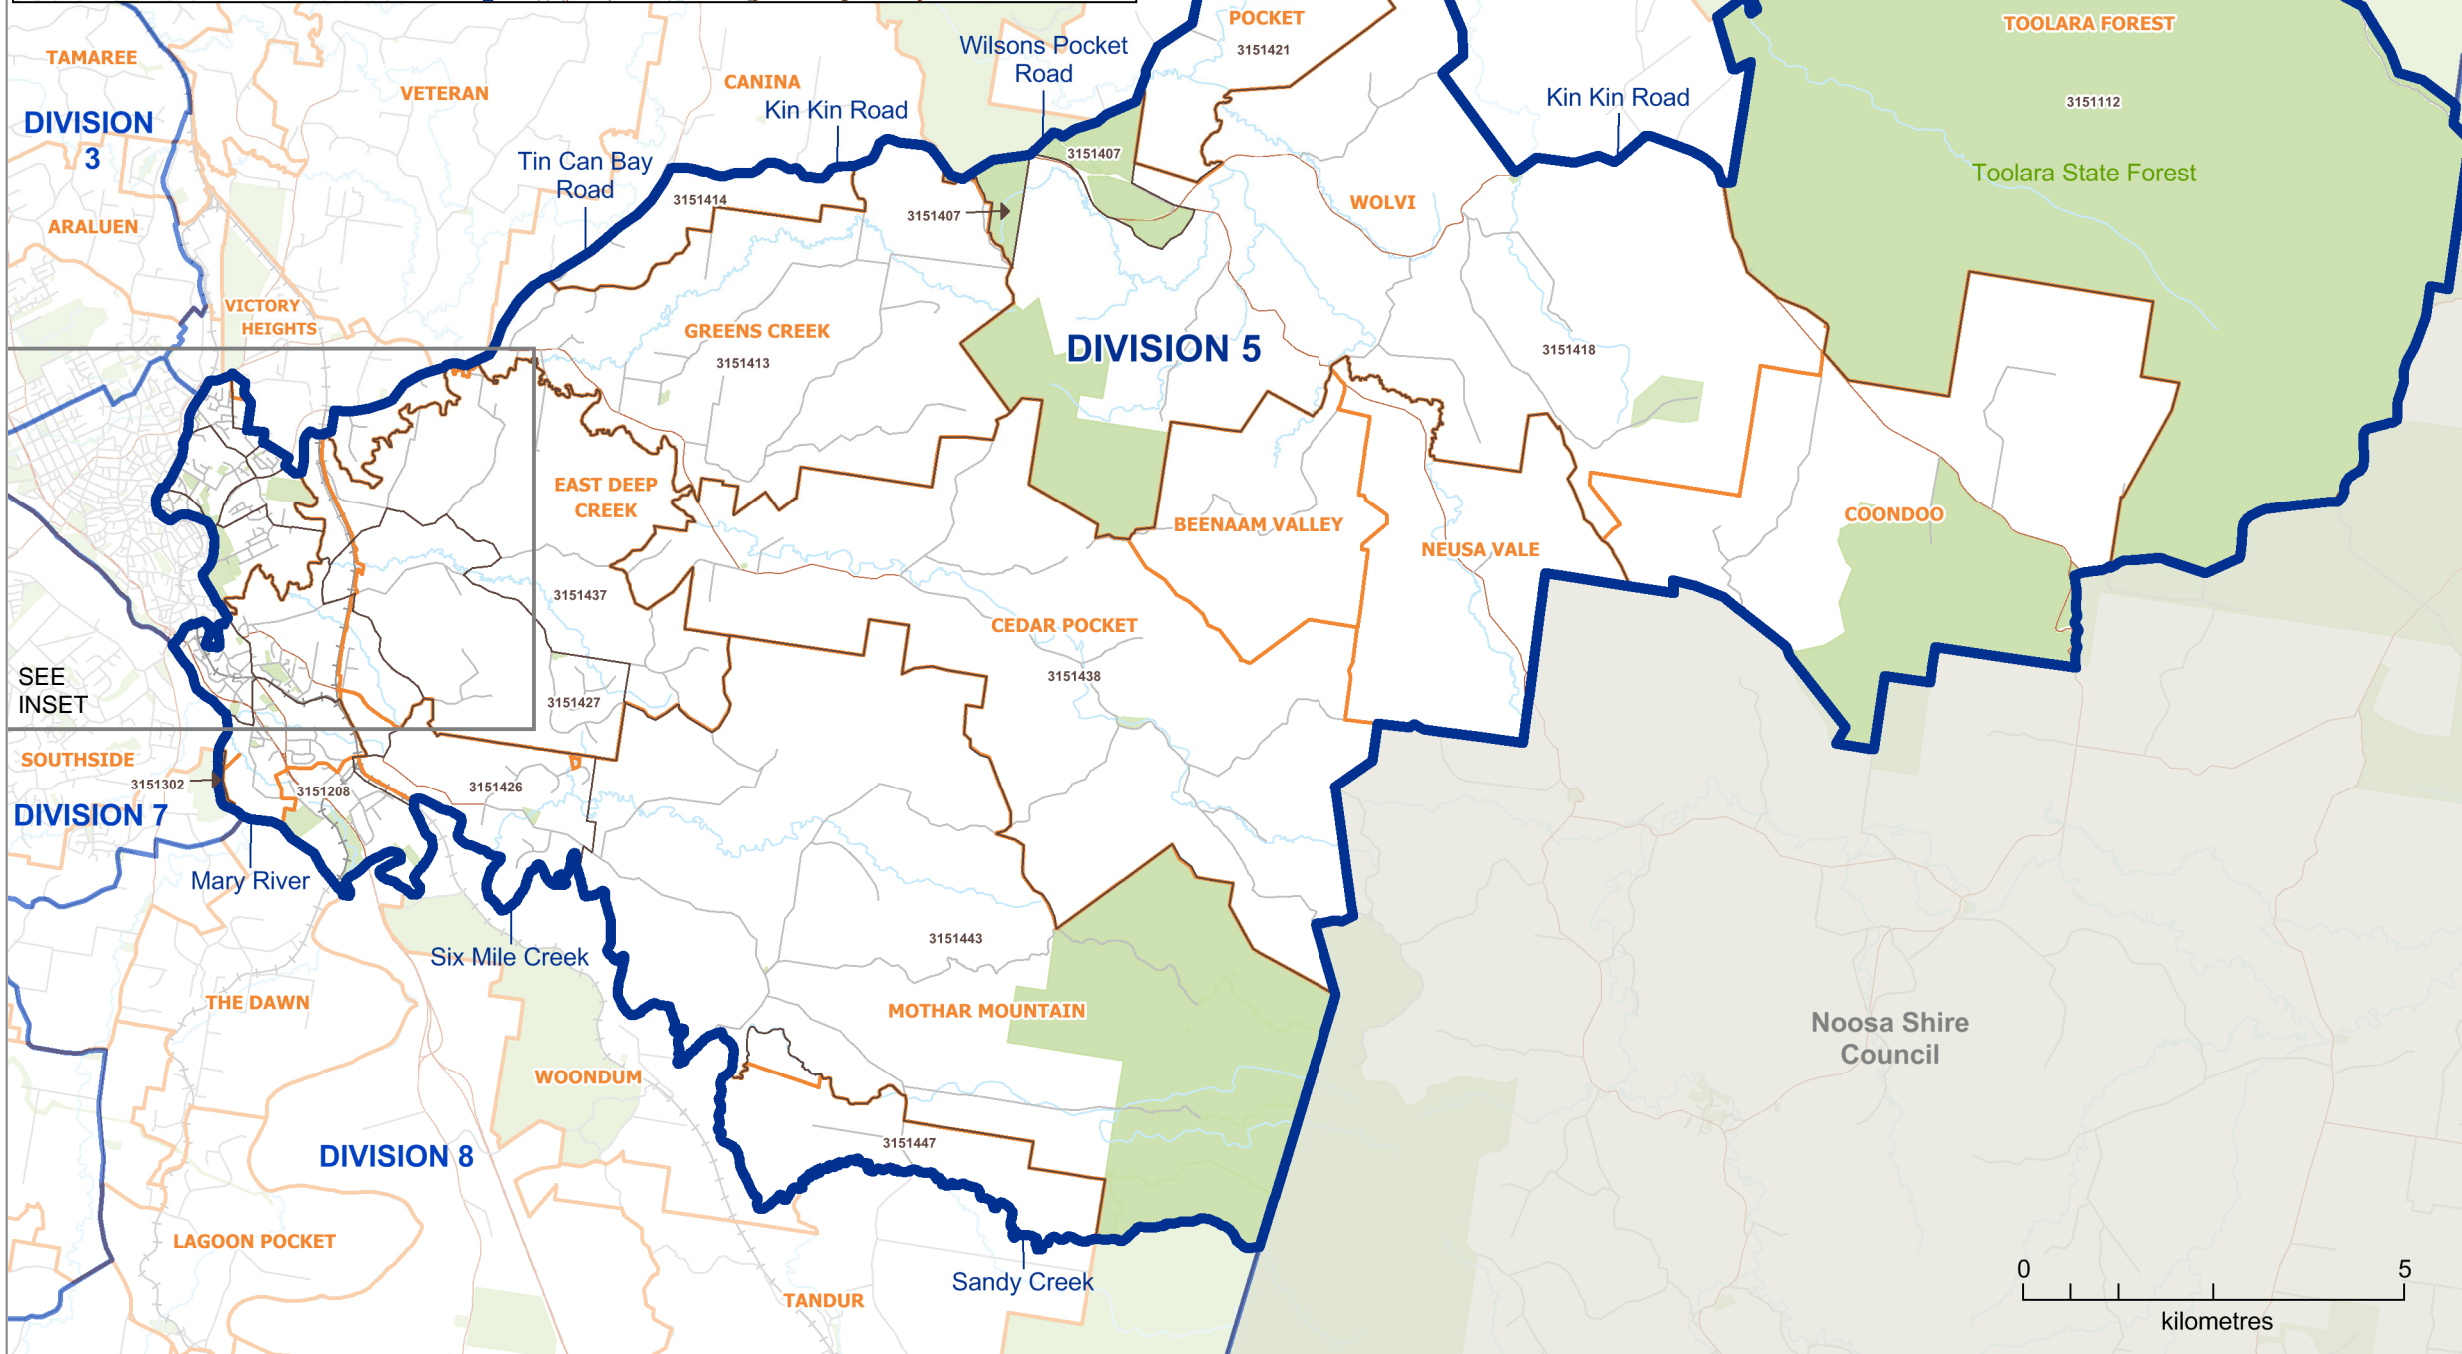 POCKET
3151421
TOOLARA FOREST
TAMAREE
Wilsons Pocket
Road
CANINA
VETERAN
3151112
Kin Kin Road
Kin Kin Road
DIVISION
3
Tin Can Bay
Road
3151407
Toolara State Forest
3151414
WOLVI
3151407
ARALUEN
VICTORY
HEIGHTS
GREENS CREEK
3151413
DIVISION 5
3151418
EAST DEEP
CREEK
BEENAAM VALLEY
COONDOO
NEUSA VALE
3151437
CEDAR POCKET
3151438
SEE
INSET
3151427
SOUTHSIDE
3151302
3151208
3151426
DIVISION 7
Mary River
Six Mile Creek
3151443
THE DAWN
MOTHAR MOUNTAIN
Noosa Shire
Council
WOONDUM
3151447
DIVISION 8
LAGOON POCKET
Sandy Creek
TANDUR
0 5
kilometres